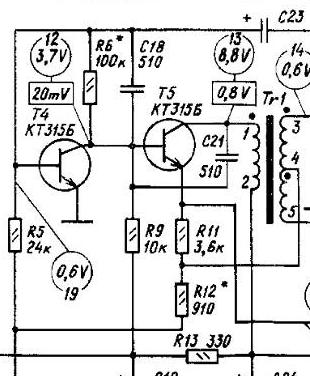 + C23
12
3,7V
R6*
100к
C18
510
13
8,8V
14
0,6V
20mV
T5
КТ315Б
0,8V
Tr1
T4
КТ315Б
C21
510
1
2
3
4
5
R5
24к
0,6V
19
R9
10к
R11
3,6к
R12*
910
R13 330